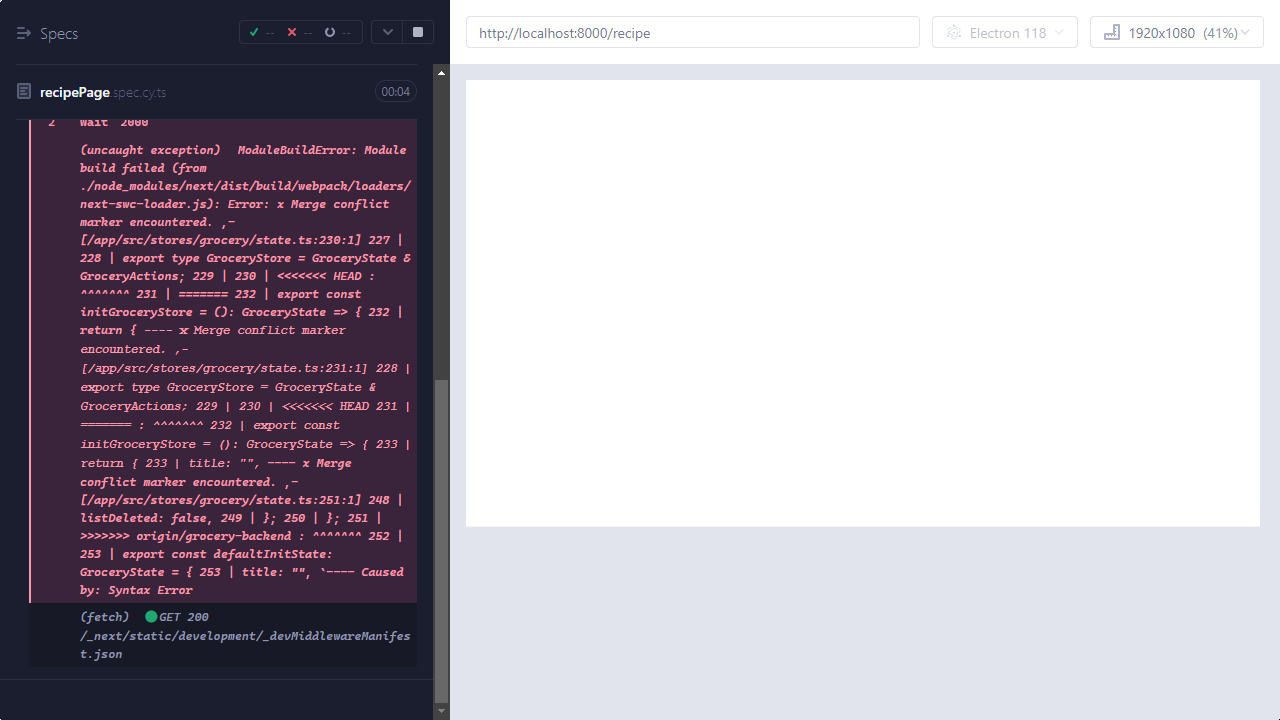 Specs
-- -- --
http://localhost:8000/recipe
Electron 118
1920x1080 (41%)
recipePage.spec.cy.ts
00:04
2 Wait 2000
(uncaught exception) ModuleBuildError: Module
build failed (from
./node_modules/next/dist/build/webpack/loaders/
next-swc-loader.js): Error: x Merge conflict
marker encountered. ,-
[/app/src/stores/grocery/state.ts:230:1] 227 |
228 | export type GroceryStore = GroceryState &
GroceryActions; 229 | 230 | <<<<<<< HEAD :
^^^^^^^ 231 | ======= 232 | export const
initGroceryStore = (): GroceryState => { 232 |
return { ---- x Merge conflict marker
encountered. ,-
[/app/src/stores/grocery/state.ts:231:1] 228 |
export type GroceryStore = GroceryState &
GroceryActions; 229 | 230 | <<<<<<< HEAD 231 |
======= : ^^^^^^^ 232 | export const
initGroceryStore = (): GroceryState => { 233 |
return { 233 | title: "", ---- x Merge
conflict marker encountered. ,-
[/app/src/stores/grocery/state.ts:251:1] 248 |
listDeleted: false, 249 | }; 250 | }; 251 |
>>>>>>> origin/grocery-backend : ^^^^^^^ 252 |
253 | export const defaultInitState:
GroceryState = { 253 | title: "", `---- Caused
by: Syntax Error
(fetch) GET 200
/_next/static/development/_devMiddlewareManifes
t.json